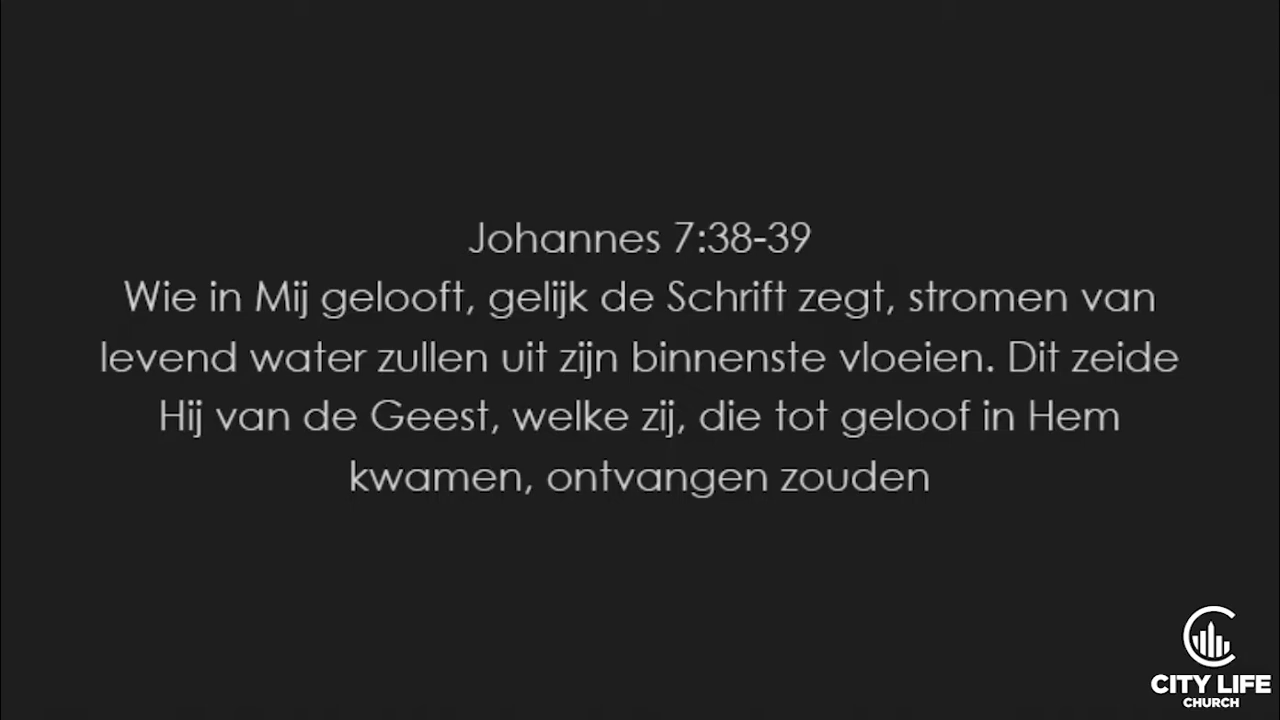 Johannes 7:38-39
Wie in Mij gelooft, gelijk de Schrift zegt, stromen van
levend water zullen uit zijn binnenste vloeien. Dit zeide
Hij van de Geest, welke zij, die tot geloof in Hem
kwamen, ontvangen zouden
CITY LIFE
CHURCH